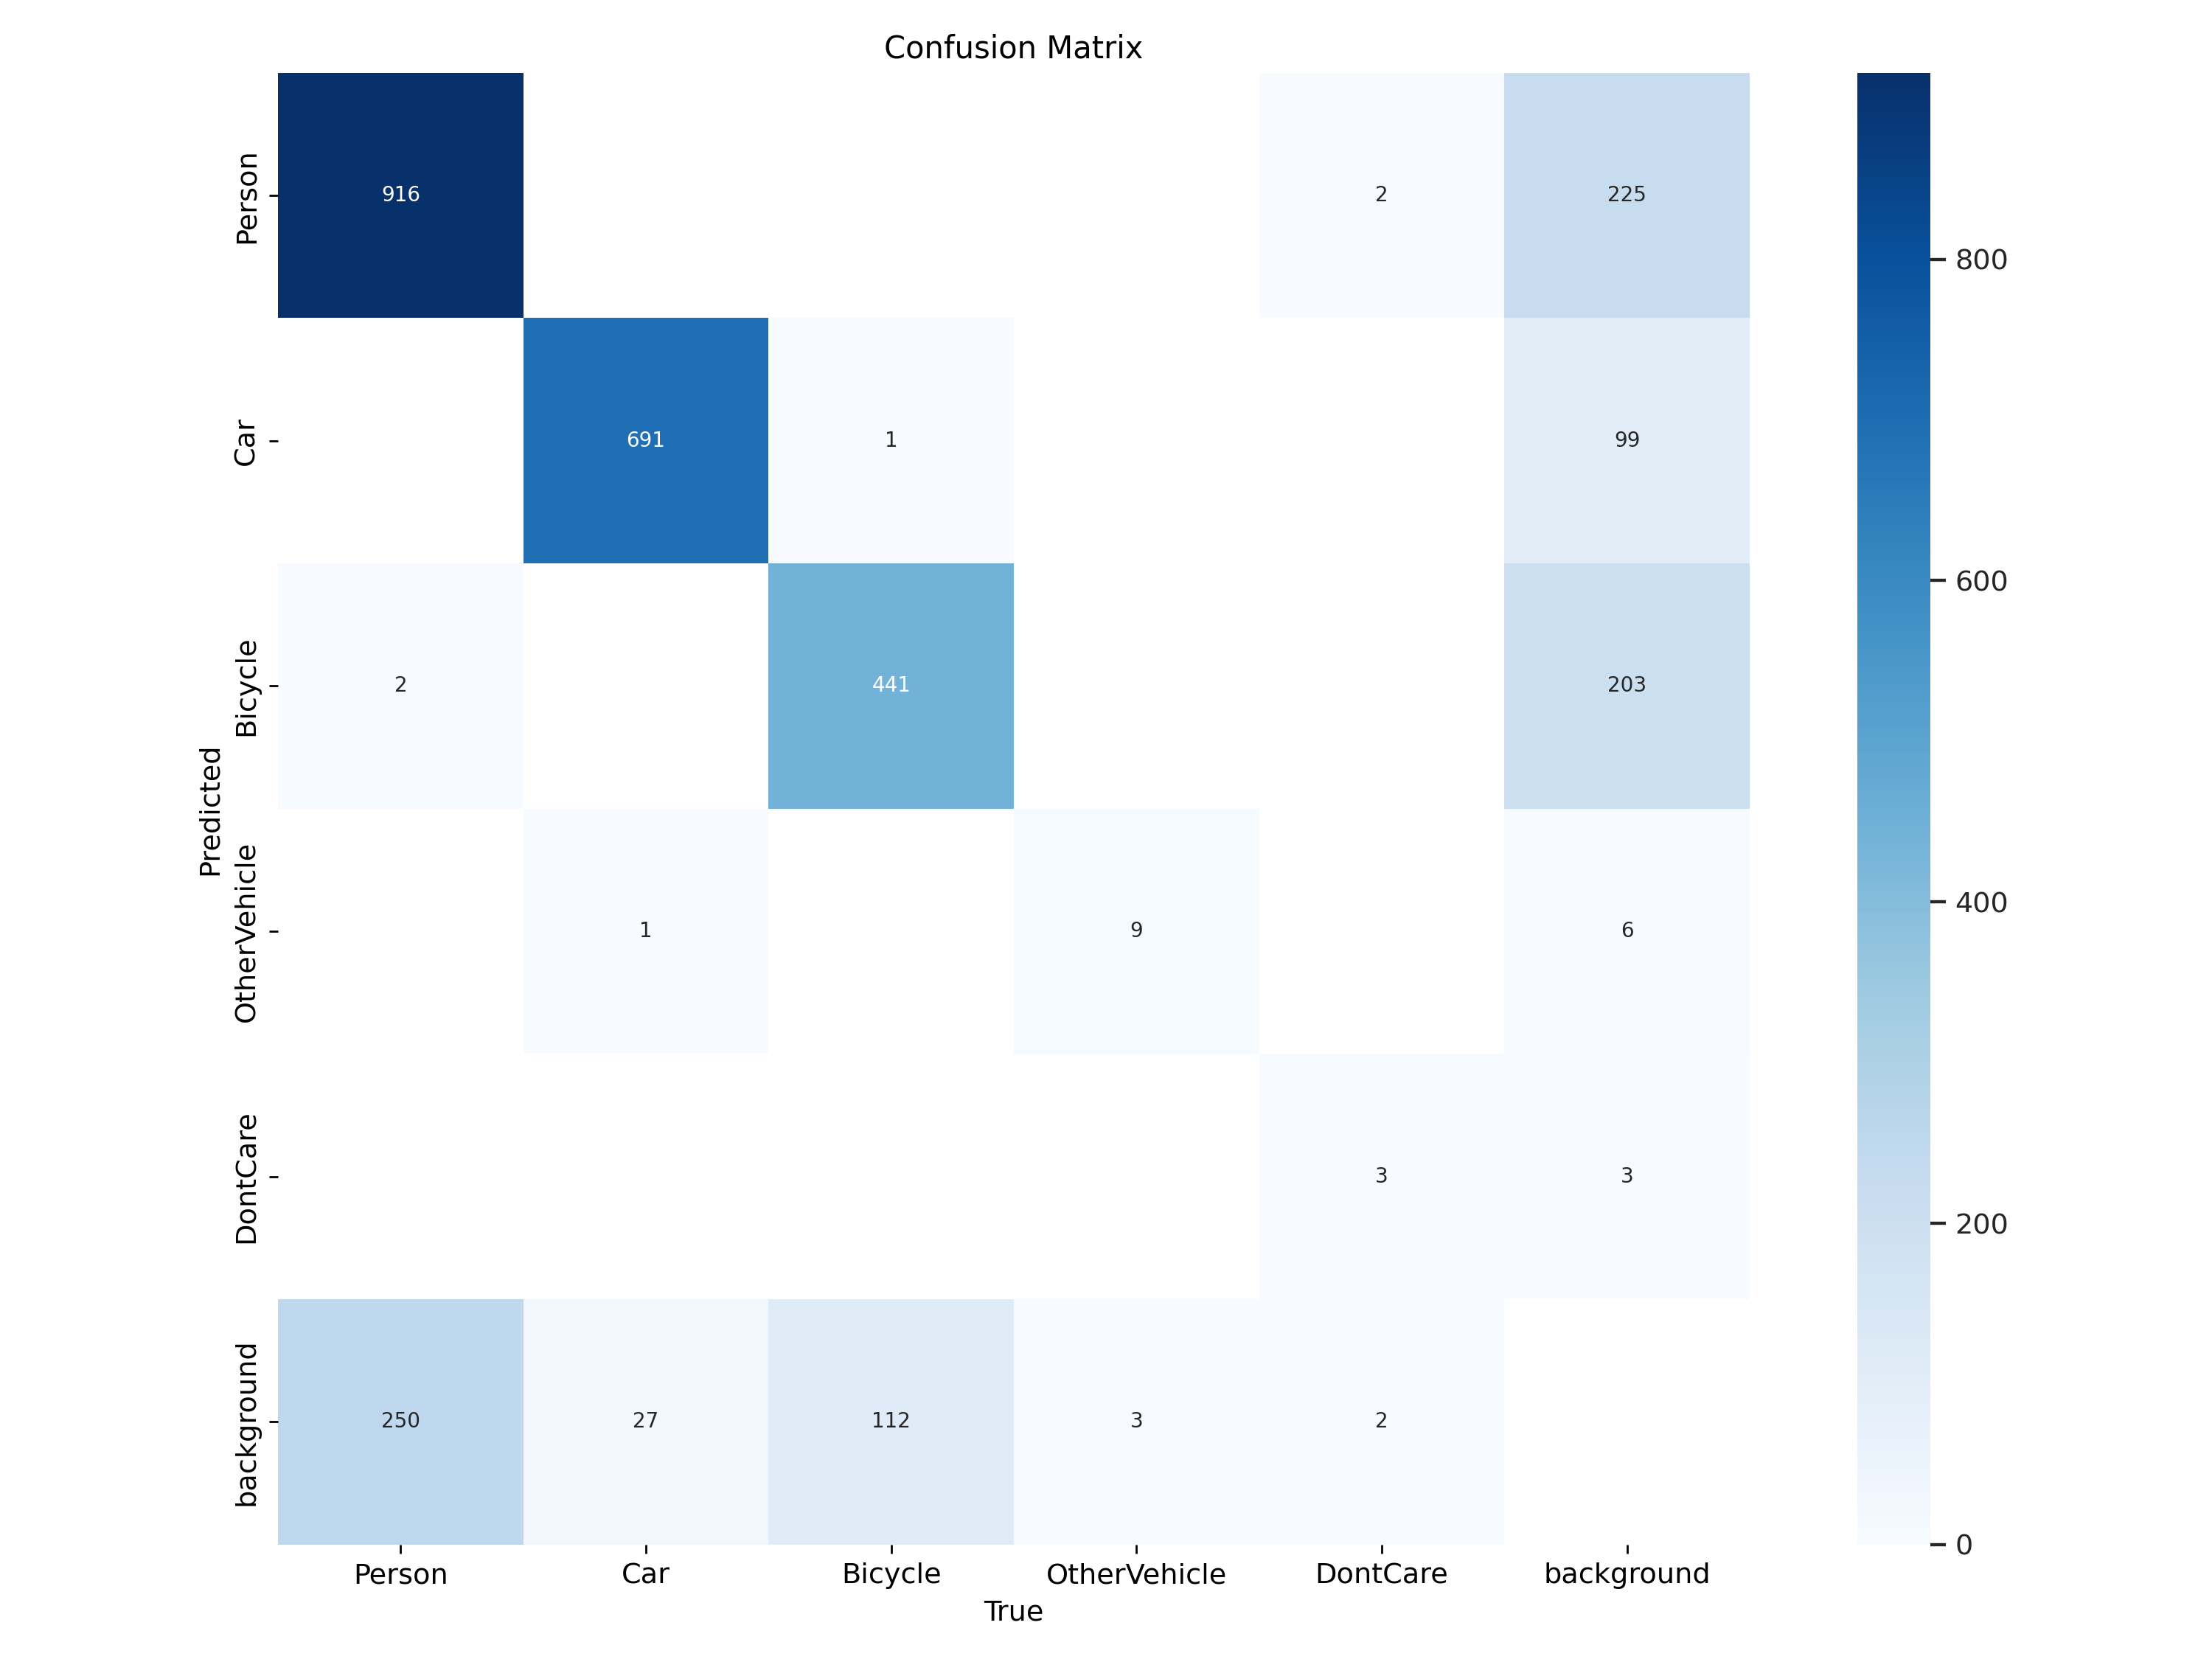 Confusion Matrix
Person
916
2
225
800
Car
691
1
99
600
Bicycle
2
441
203
Predicted
OtherVehicle
1
9
6
400
DontCare
3
3
200
background
250
27
112
3
2
0
Person
Car
Bicycle
OtherVehicle
DontCare
background
True